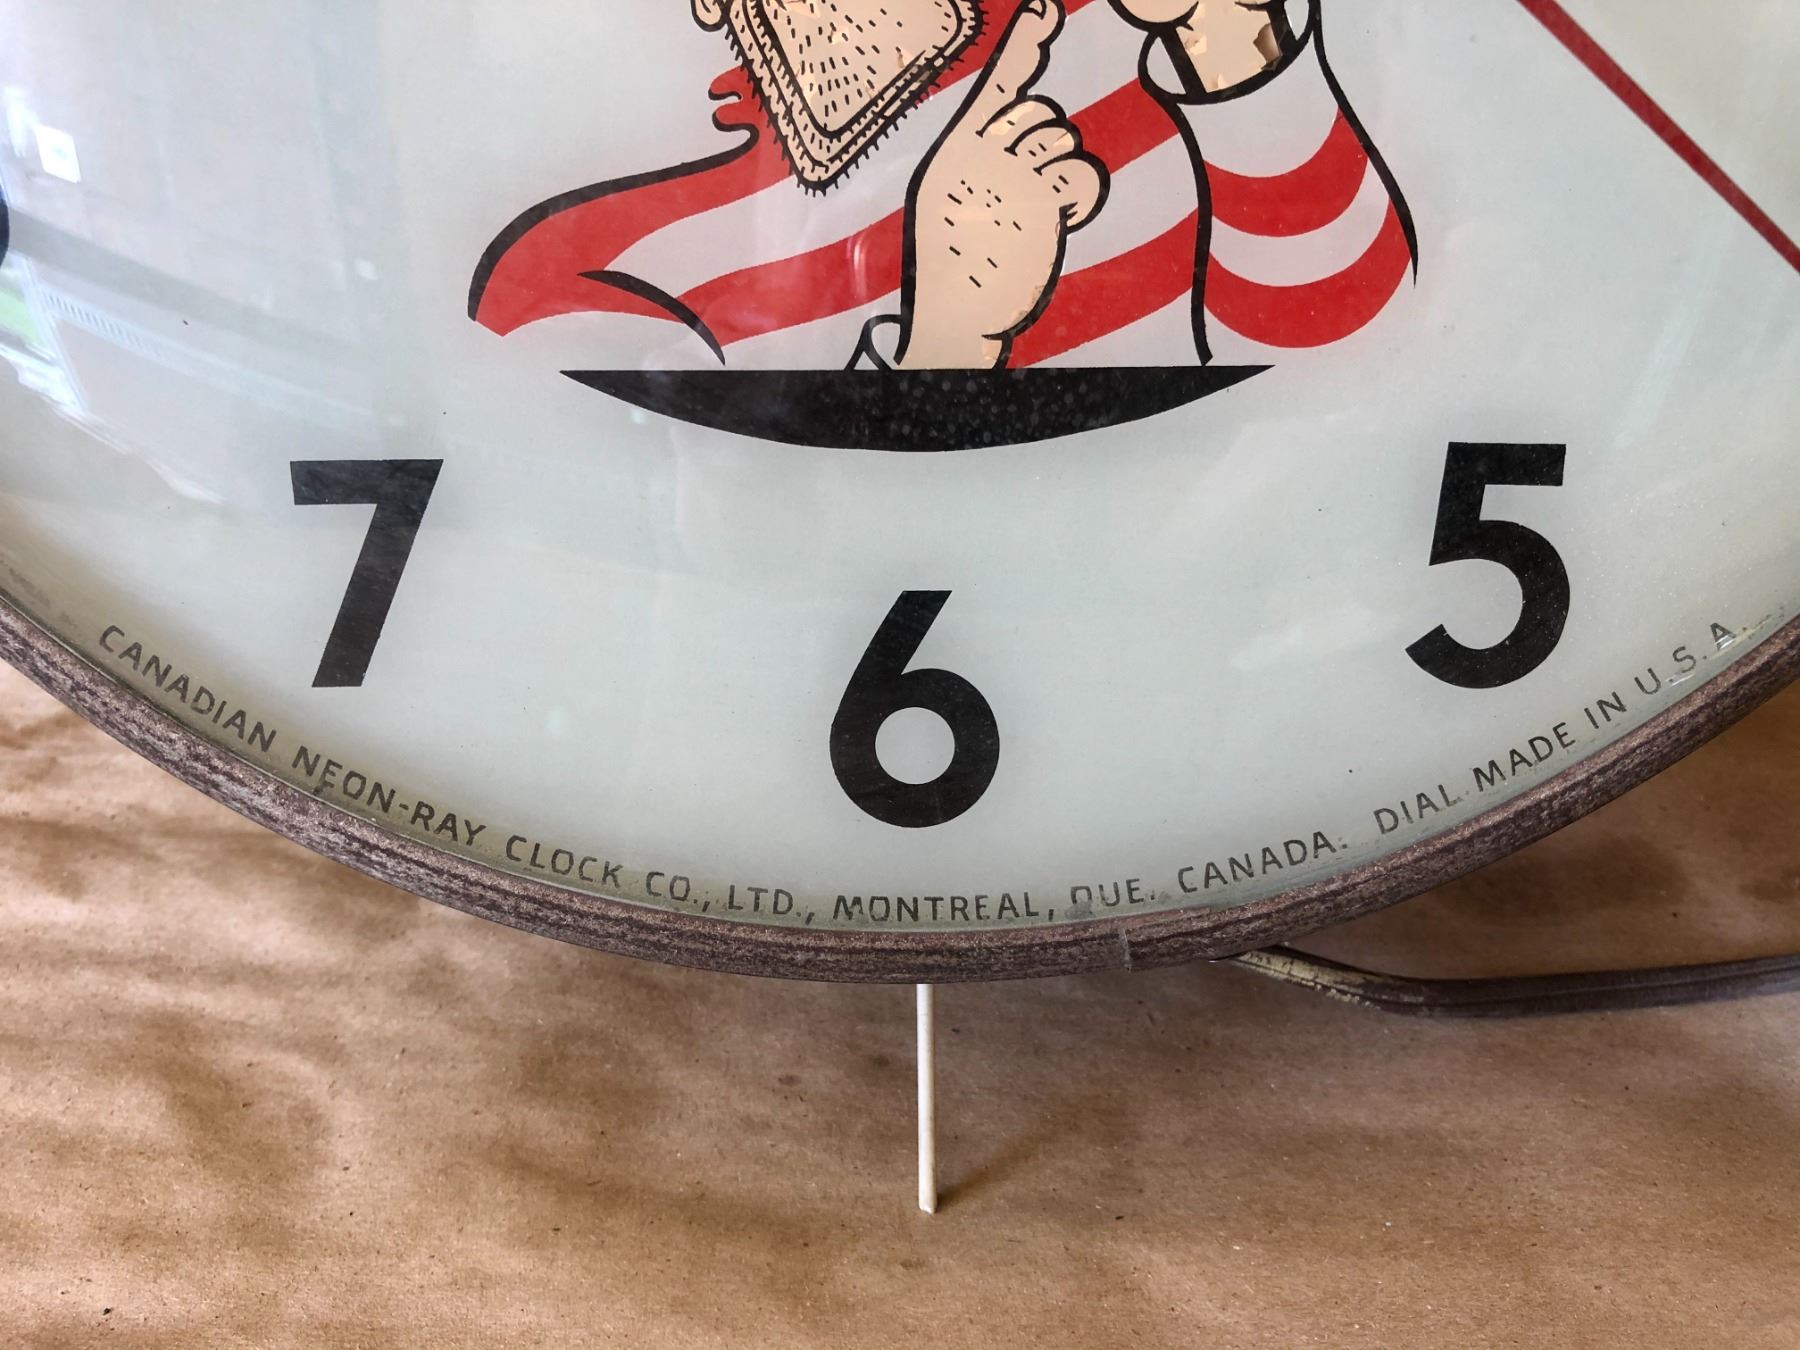 7 6 5
CANADIAN NEON-RAY CLOCK CO., LTD., MONTREAL, QUE. CANADA. DIAL MADE IN U.S.A.